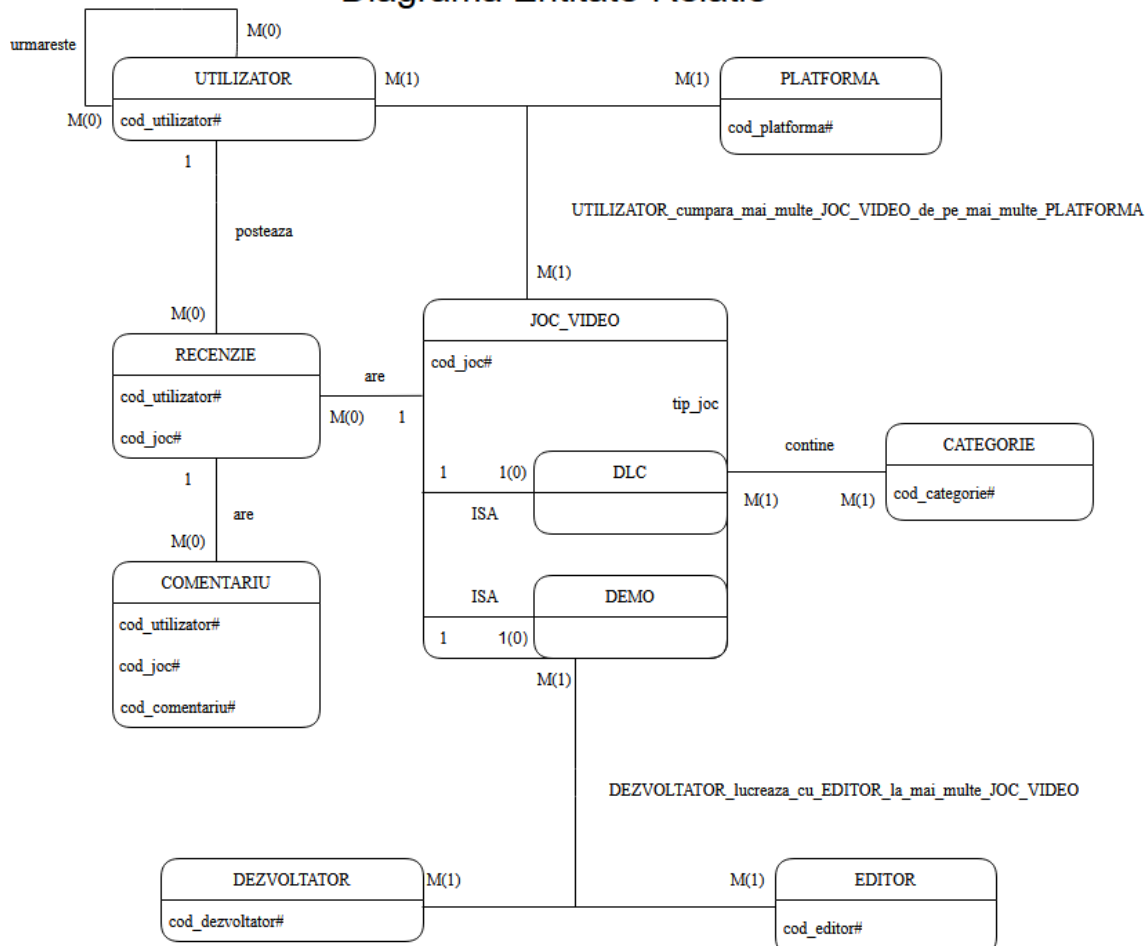 Diagrama Entitate-Relatie
urmareste
M(0)
UTILIZATOR
M(1)
M(1)
PLATFORMA
M(0)
cod_utilizator#
cod_platforma#
1
UTILIZATOR_cumpara_mai_multe_JOC_VIDEO_de_pe_mai_multe_PLATFORMA
posteaza
M(1)
M(0)
JOC_VIDEO
RECENZIE
cod_joc#
are
cod_utilizator#
tip_joc
M(0)
1
cod_joc#
contine
CATEGORIE
1
1
1(0)
DLC
M(1)
M(1)
cod_categorie#
are
ISA
M(0)
COMENTARIU
ISA
DEMO
cod_utilizator#
1
1(0)
cod_joc#
M(1)
cod_comentariu#
DEZVOLTATOR_lucreaza_cu_EDITOR_la_mai_multe_JOC_VIDEO
DEZVOLTATOR
M(1)
M(1)
EDITOR
cod_dezvoltator#
cod_editor#